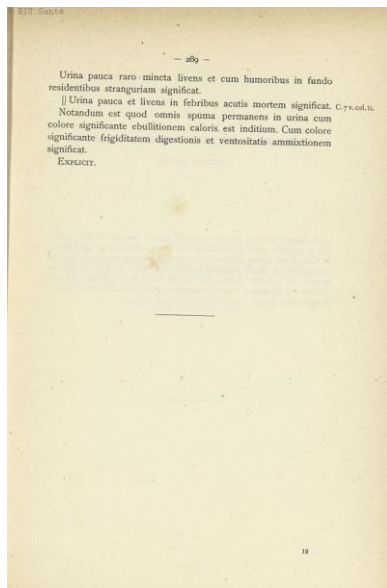 BIU Santé
— 289 —
Urina pauca raro mincta livens et cum humoribus in fundo
residentibus stranguriam significat.
|| Urina pauca et livens in febribus acutis mortem significat. C. 7 v. col. II.
Notandum est quod omnis spuma permanens in urina cum
colore significante ebullitionem caloris est inditium. Cum colore
significante frigiditatem digestionis et ventositatis ammixtionem
significat.
EXPLICIT.
19